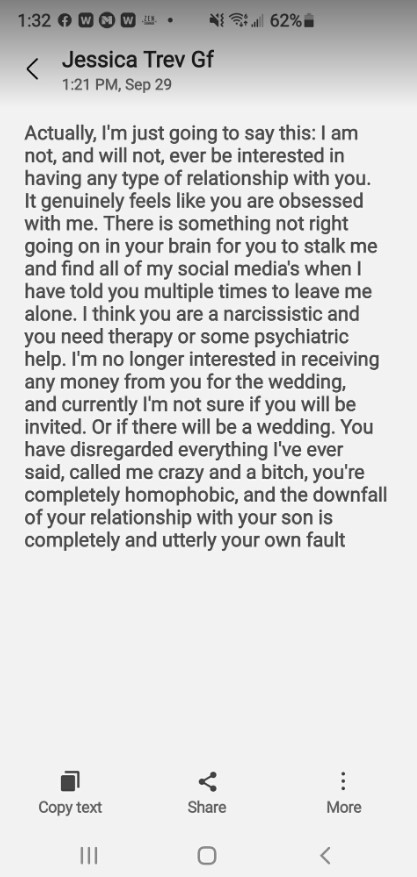 1:32 62%
Jessica Trev Gf
1:21 PM, Sep 29
Actually, I'm just going to say this: I am
not, and will not, ever be interested in
having any type of relationship with you.
It genuinely feels like you are obsessed
with me. There is something not right
going on in your brain for you to stalk me
and find all of my social media's when I
have told you multiple times to leave me
alone. I think you are a narcissistic and
you need therapy or some psychiatric
help. I'm no longer interested in receiving
any money from you for the wedding,
and currently I'm not sure if you will be
invited. Or if there will be a wedding. You
have disregarded everything I've ever
said, called me crazy and a bitch, you're
completely homophobic, and the downfall
of your relationship with your son is
completely and utterly your own fault
Copy text Share More